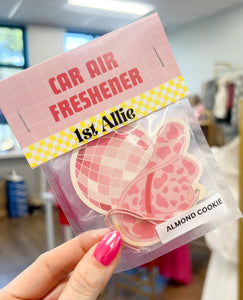 CAR AIR
FRESHENER
1st Allie
ALMOND COOKIE